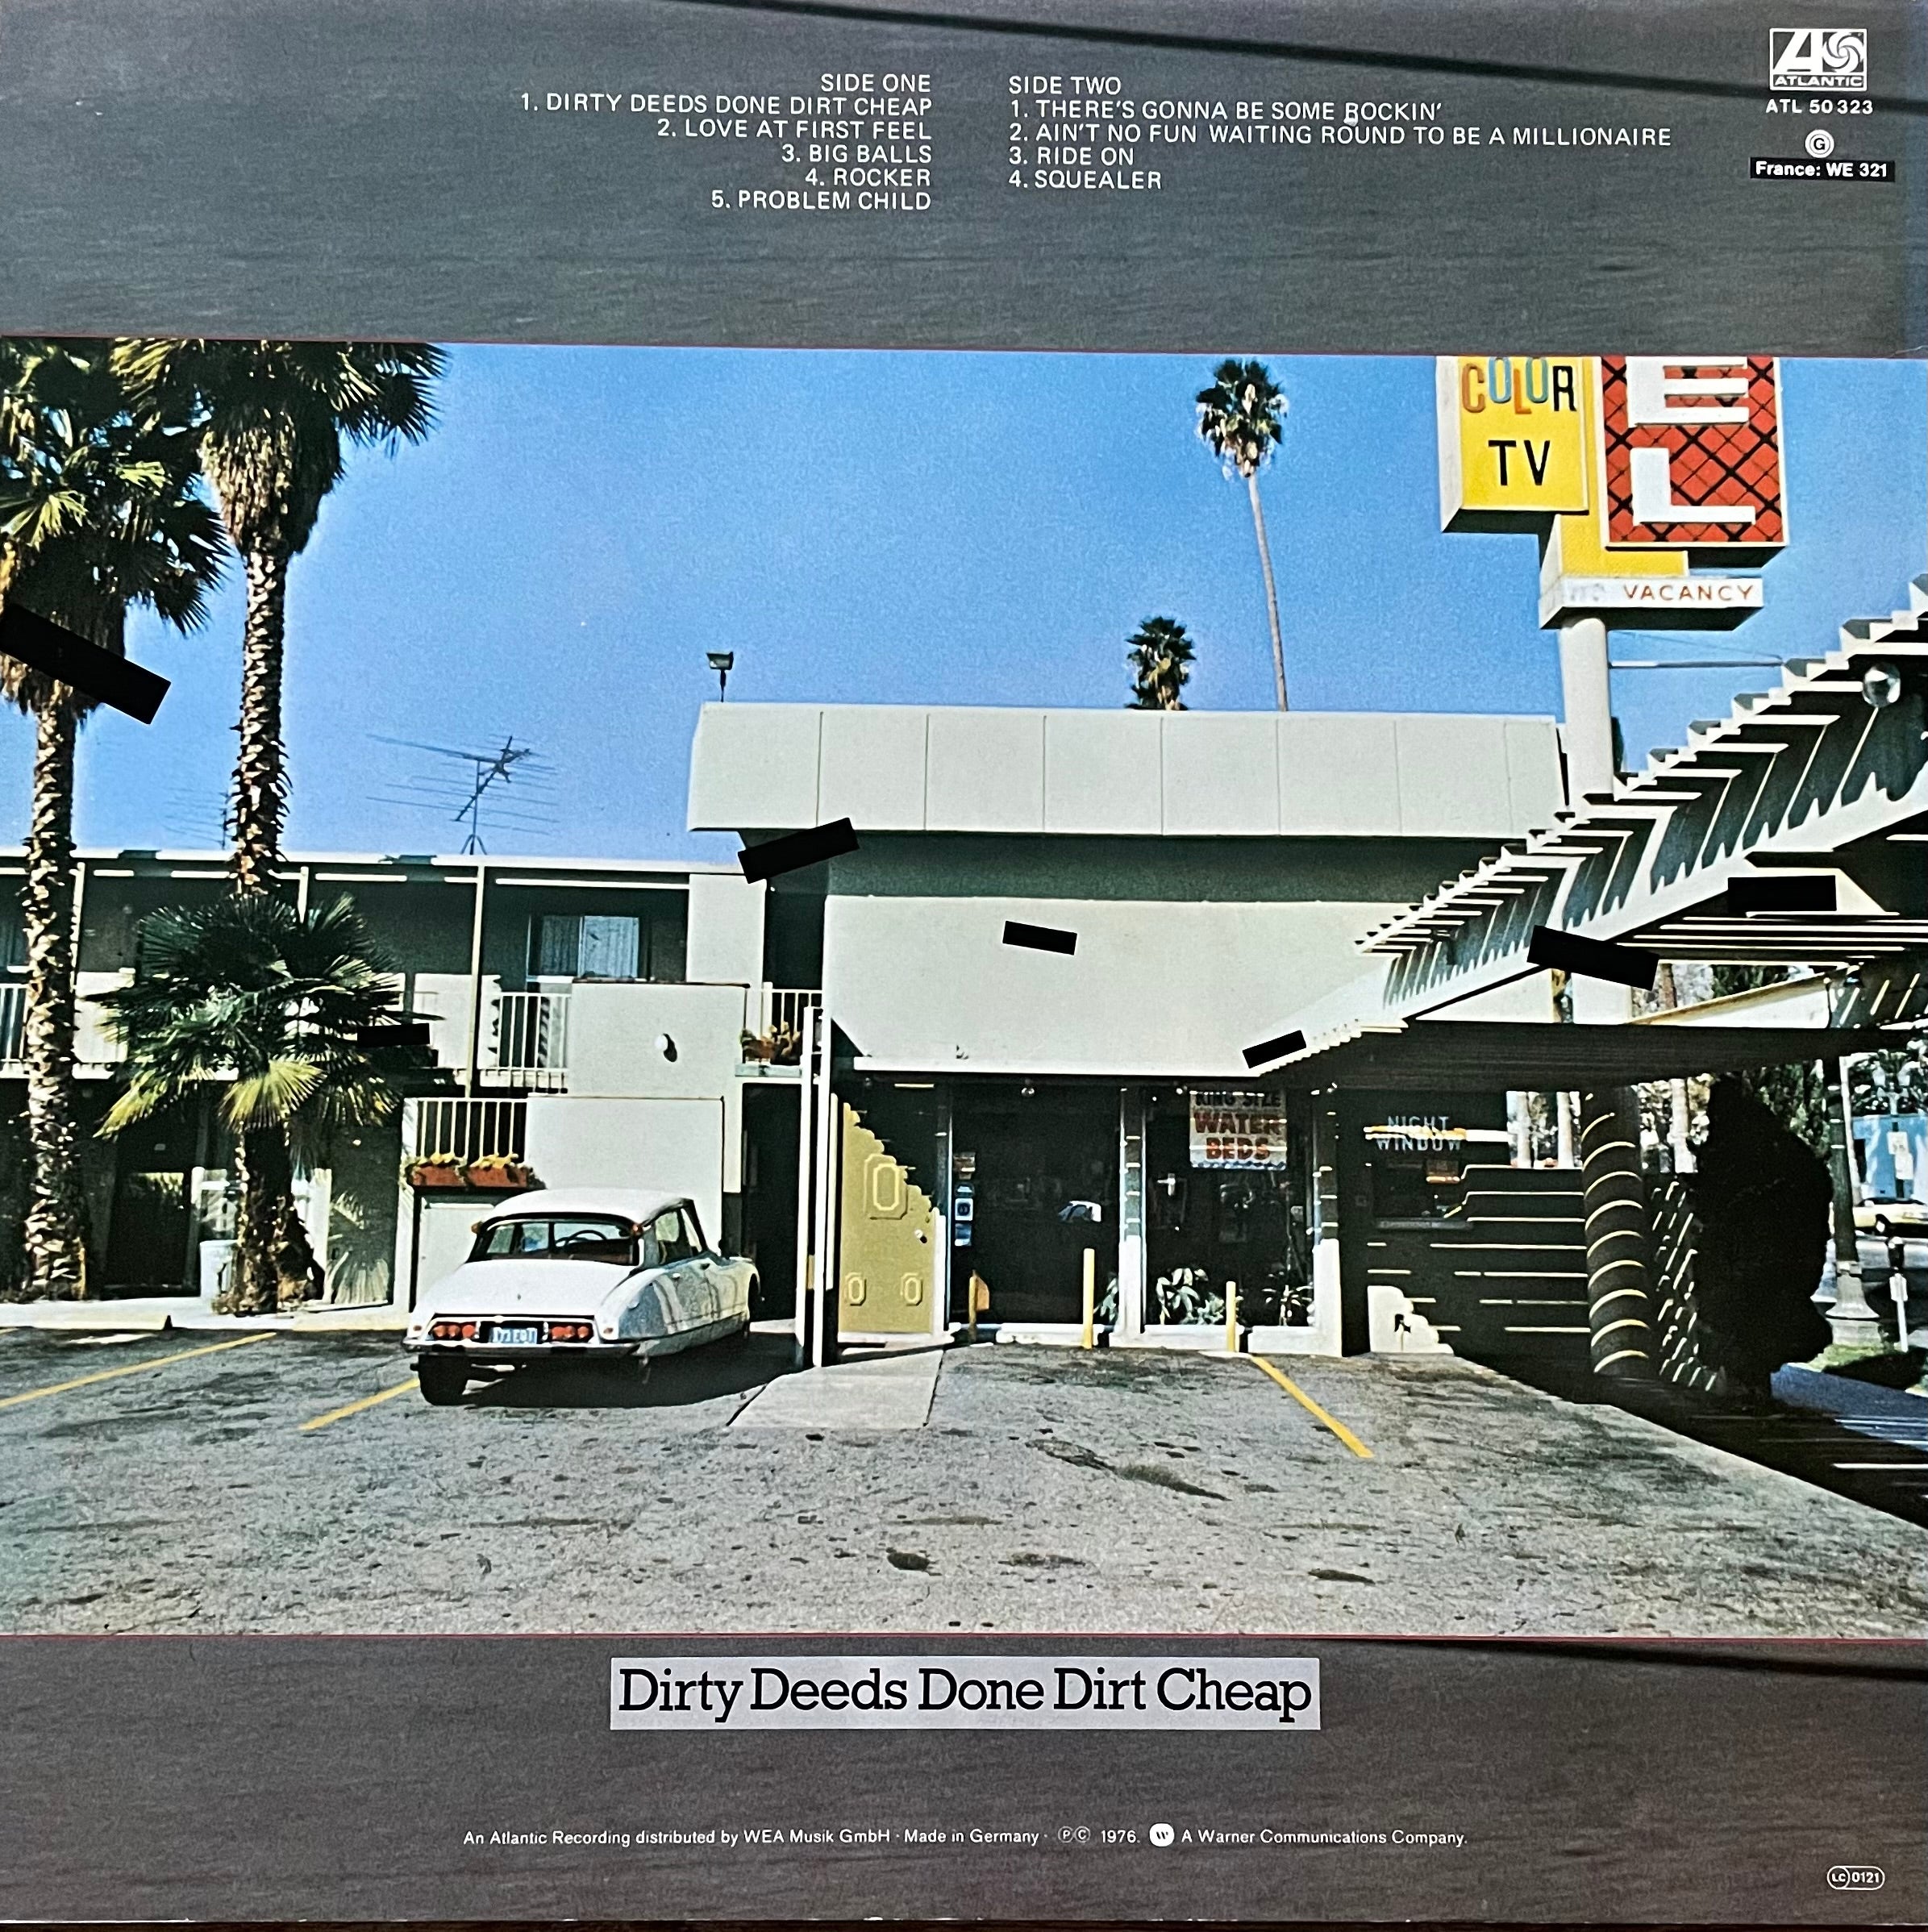 SIDE ONE
1. DIRTY DEEDS DONE DIRT CHEAP
2. LOVE AT FIRST FEEL
3. BIG BALLS
4. ROCKER
5. PROBLEM CHILD
SIDE TWO
1. THERE'S GONNA BE SOME ROCKIN'
2. AIN'T NO FUN WAITING ROUND TO BE A MILLIONAIRE
3. RIDE ON
4. SQUEALER
ATLANTIC
ATL 50 323
G
France: WE 321
COLOR
TV
E
L
VACANCY
KING SIZE
WATER
BEDS
NIGHT
WINDOW
Dirty Deeds Done Dirt Cheap
An Atlantic Recording distributed by WEA Musik GmbH · Made in Germany · ℗© 1976. W A Warner Communications Company.
LC 0121